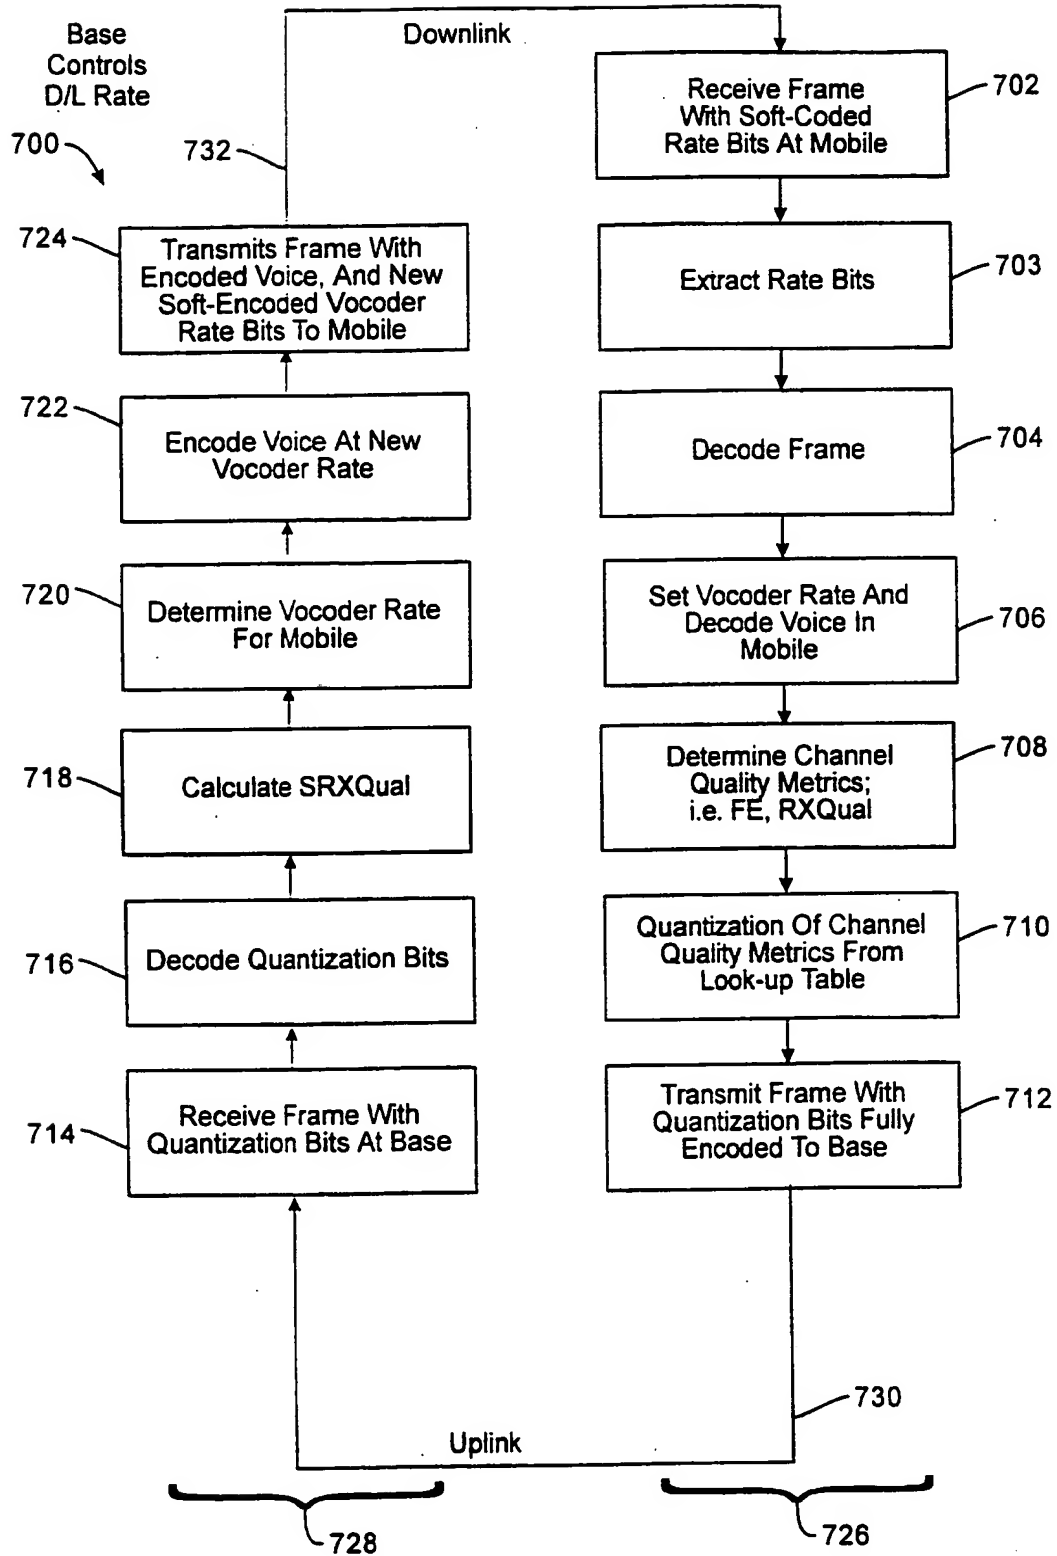 Base
Controls
D/L Rate
700
732
Downlink
724
Transmits Frame With
Encoded Voice, And New
Soft-Encoded Vocoder
Rate Bits To Mobile
722
Encode Voice At New
Vocoder Rate
720
Determine Vocoder Rate
For Mobile
718
Calculate SRXQual
716
Decode Quantization Bits
714
Receive Frame With
Quantization Bits At Base
Receive Frame
With Soft-Coded
Rate Bits At Mobile
702
Extract Rate Bits
703
Decode Frame
704
Set Vocoder Rate And
Decode Voice In
Mobile
706
Determine Channel
Quality Metrics;
i.e. FE, RXQual
708
Quantization Of Channel
Quality Metrics From
Look-up Table
710
Transmit Frame With
Quantization Bits Fully
Encoded To Base
712
730
Uplink
728
726